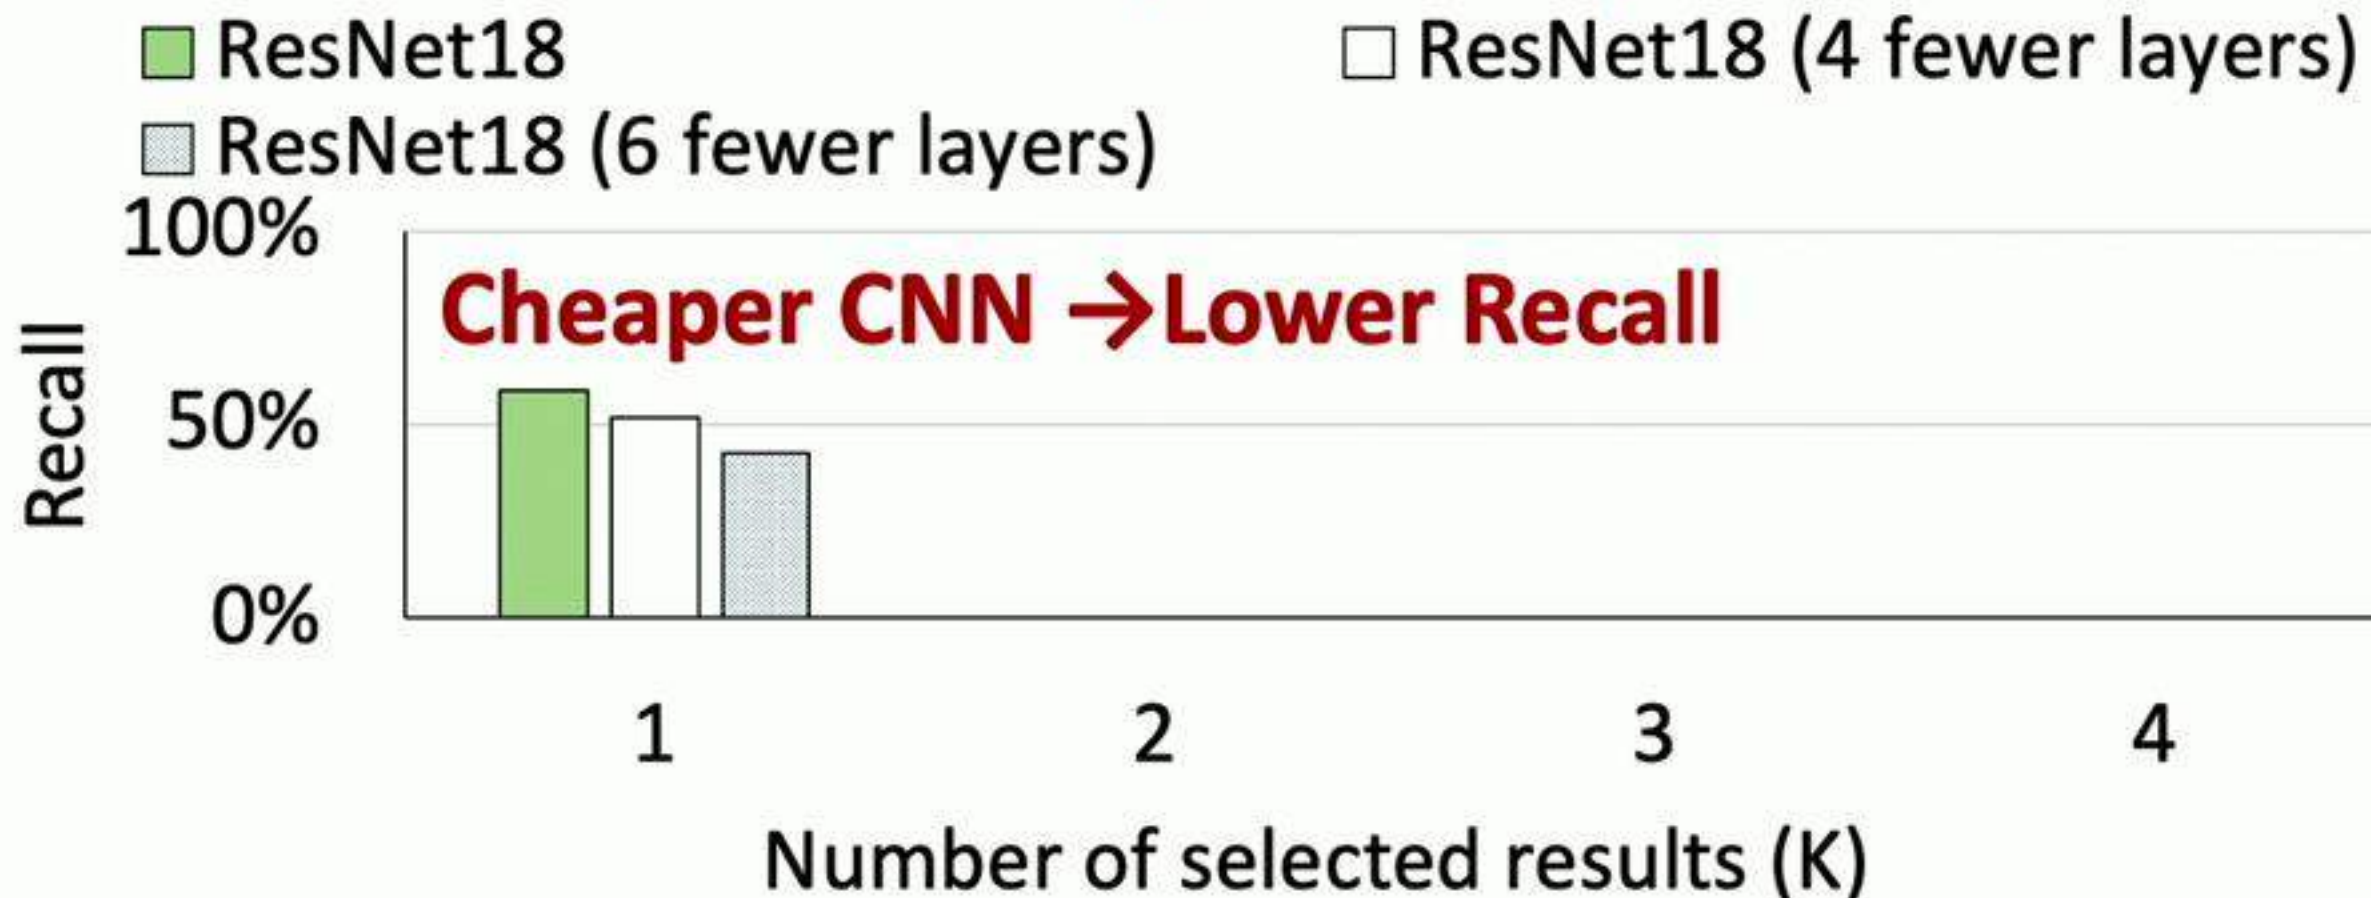 ResNet18
ResNet18 (4 fewer layers)
ResNet18 (6 fewer layers)
100%
Cheaper CNN →Lower Recall
50%
0%
Recall
1 2 3 4
Number of selected results (K)